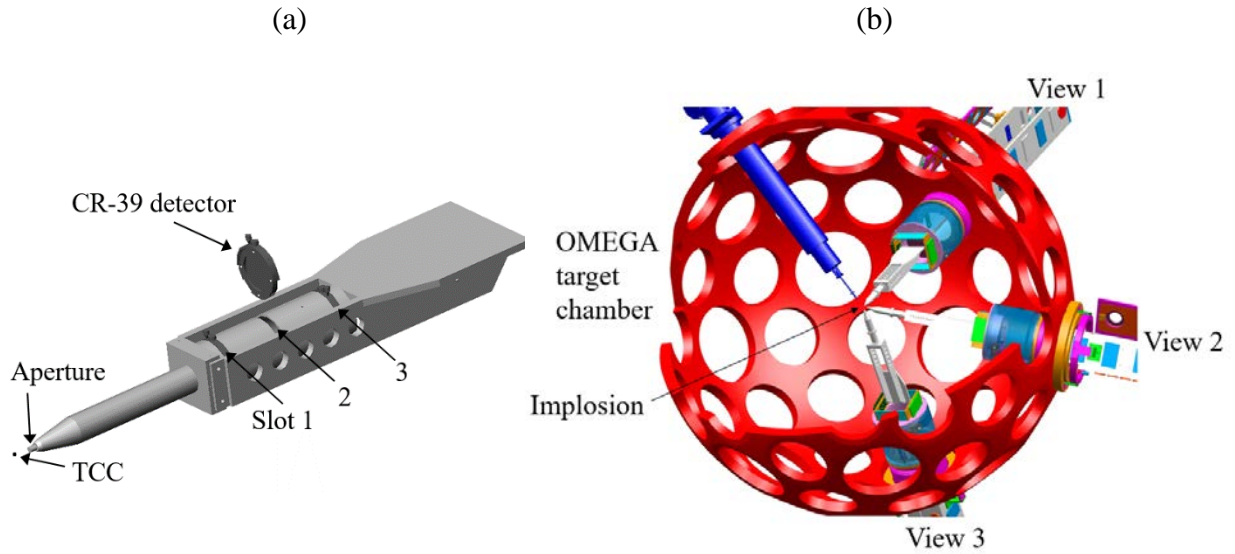 (a)
(b)
CR-39 detector
Aperture
TCC
Slot 1
2
3
View 1
OMEGA
target
chamber
View 2
Implosion
View 3